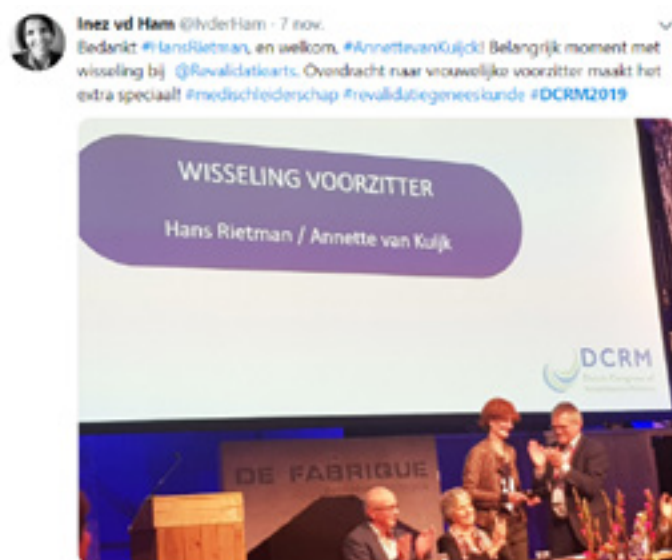 Inez vd Ham @IvderHam · 7 nov.
Bedankt #HansRietman, en welkom, #AnnettevanKuijck! Belangrijk moment met
wisseling bij @Revalidatiearts. Overdracht naar vrouwelijke voorzitter maakt het
extra speciaal! #medischleiderschap #revalidatiegeneeskunde #DCRM2019
WISSELING VOORZITTER
Hans Rietman / Annette van Kuijk
DCRM
DE FABRIQUE